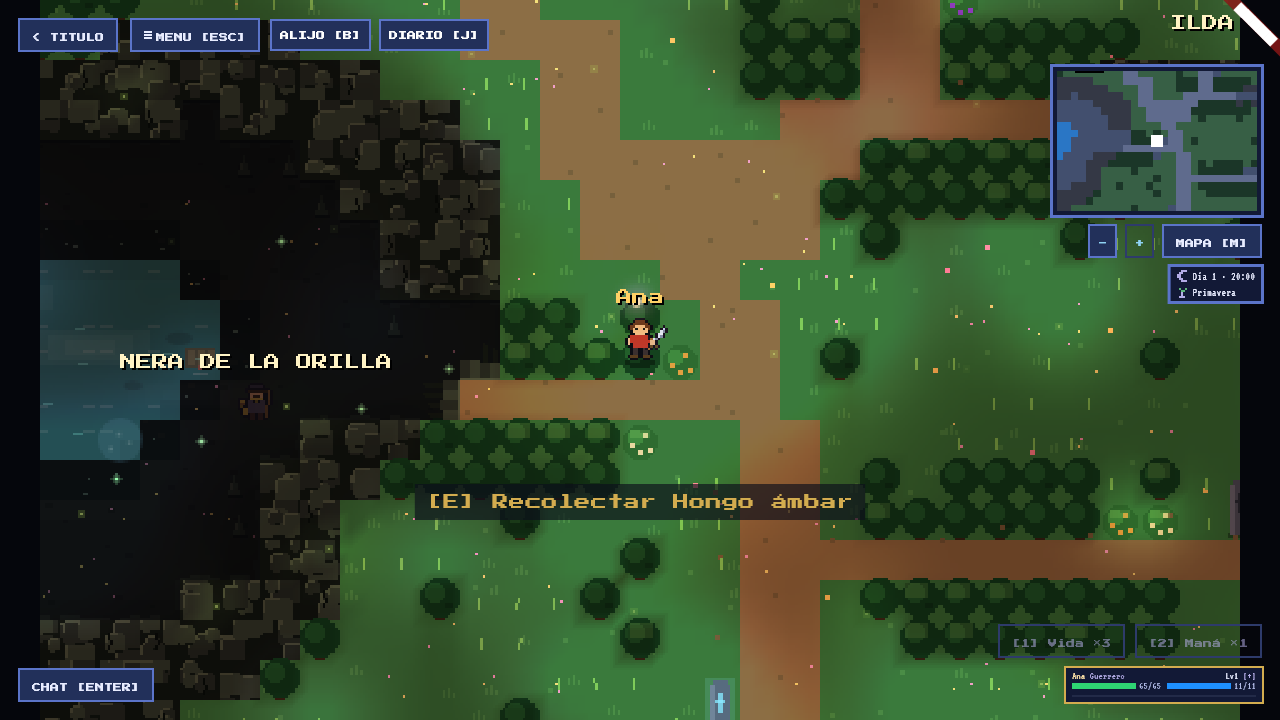 < TITULO
≡MENU [ESC]
ALIJO [B]
DIARIO [J]
ILDA
- + MAPA [M]
Día 1 · 20:00
Primavera
Ana
NERA DE LA ORILLA
[E] Recolectar Hongo ámbar
[1] Vida ×3
[2] Maná ×1
CHAT [ENTER]
Ana Guerrero Lv1 [+]
65/65 11/11